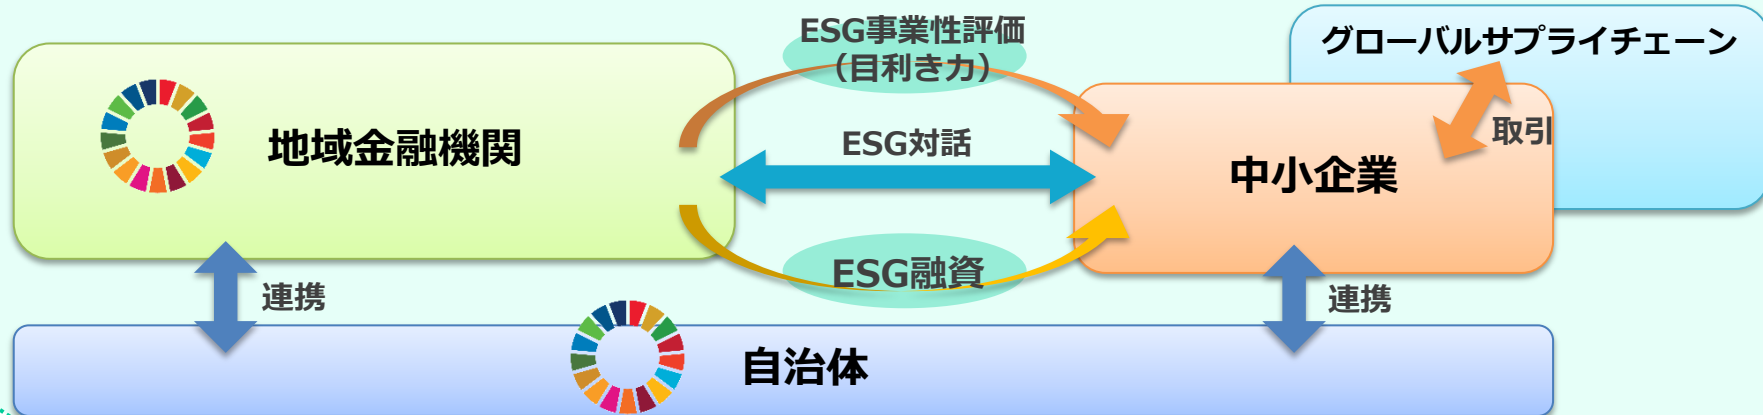 ESG事業性評価
（目利き力）
グローバルサプライチェーン
地域金融機関
ESG対話
取引
中小企業
ESG融資
連携
連携
自治体